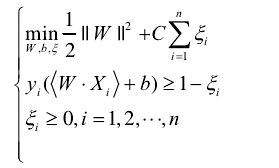 min_{W,b,ξ} 1/2 ||W||² + C∑_{i=1}^{n} ξ_i
y_i(⟨W · X_i⟩ + b) ≥ 1 − ξ_i
ξ_i ≥ 0, i = 1, 2, ⋯, n